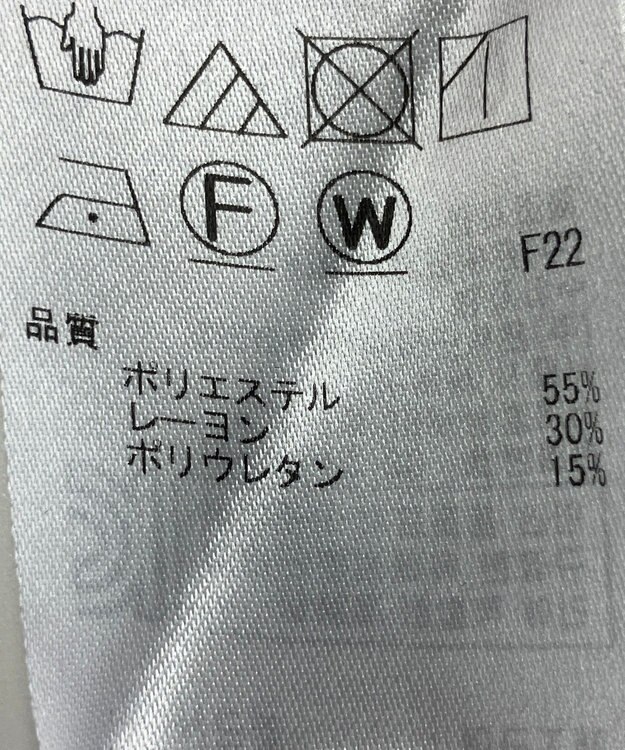 F W
F22
品質
ポリエステル 55%
レーヨン 30%
ポリウレタン 15%